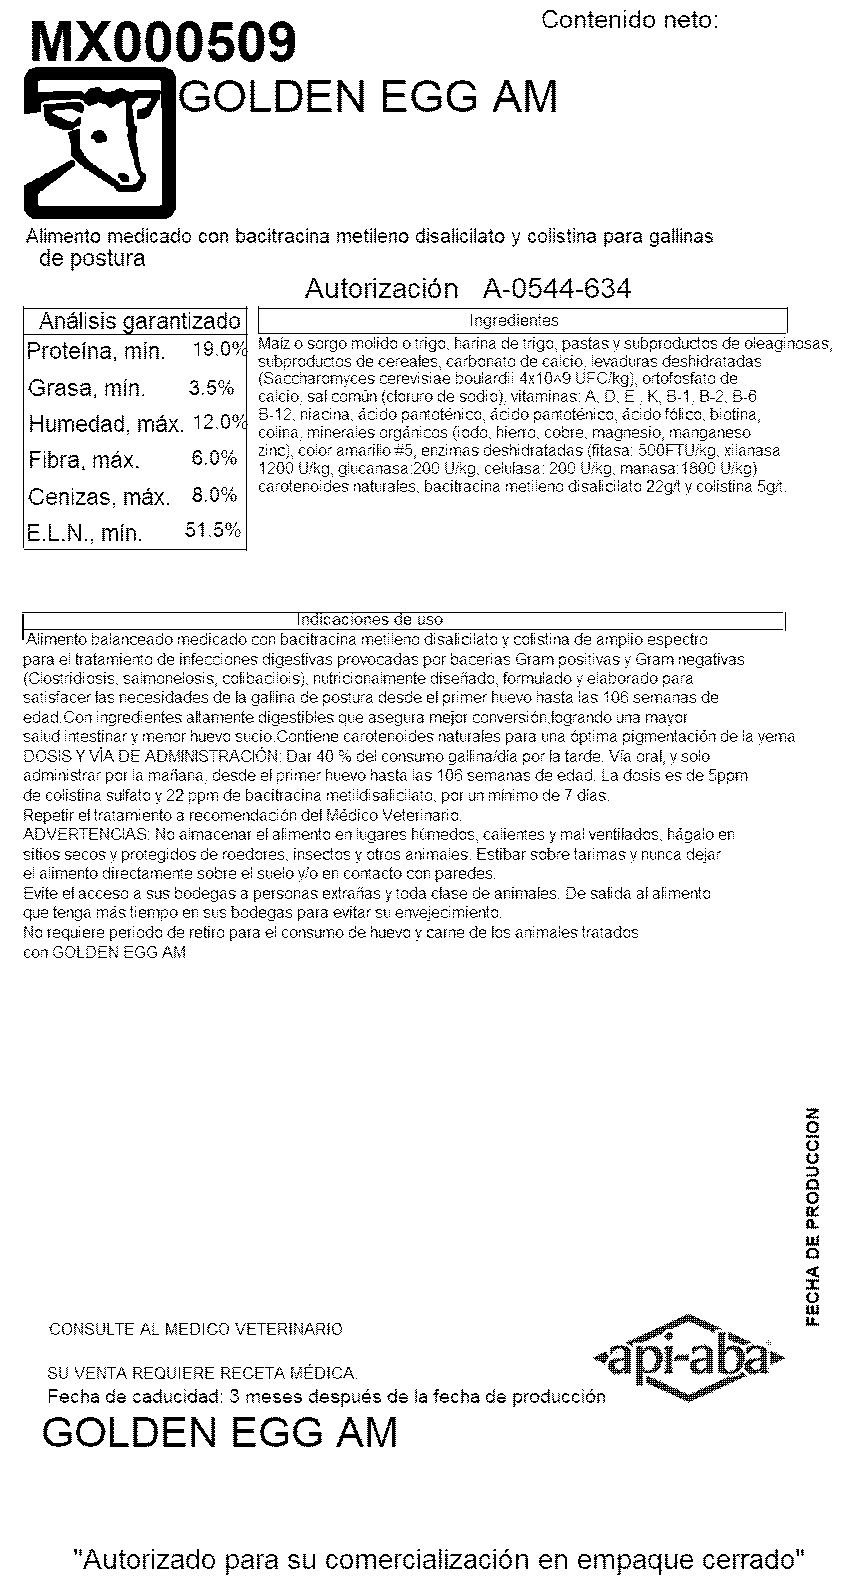 Contenido neto:
MX000509
GOLDEN EGG AM
Alimento medicado con bacitracina metileno disalicilato y colistina para gallinas
de postura
Autorización A-0544-634
Análisis garantizado
Proteína, mín. 19.0%
Grasa, mín. 3.5%
Humedad, máx. 12.0%
Fibra, máx. 6.0%
Cenizas, máx. 8.0%
E.L.N., mín. 51.5%
Ingredientes
Maíz o sorgo molido o trigo, harina de trigo, pastas y subproductos de oleaginosas,
subproductos de cereales, carbonato de calcio, levaduras deshidratadas
(Saccharomyces cerevisiae boulardii 4x10^9 UFC/kg), ortofosfato de
calcio, sal común (cloruro de sodio), vitaminas: A, D, E , K, B-1, B-2, B-6
B-12, niacina, ácido pantoténico, ácido pantoténico, ácido fólico, biotina,
colina, minerales orgánicos (iodo, hierro, cobre, magnesio, manganeso
zinc), color amarillo #5, enzimas deshidratadas (fitasa: 500FTU/kg, xilanasa
1200 U/kg, glucanasa:200 U/kg, celulasa: 200 U/kg, manasa:1800 U/kg)
carotenoides naturales, bacitracina metileno disalicilato 22g/t y colistina 5g/t.
Indicaciones de uso
Alimento balanceado medicado con bacitracina metileno disalicilato y colistina de amplio espectro
para el tratamiento de infecciones digestivas provocadas por bacerias Gram positivas y Gram negativas
(Clostridiosis, salmonelosis, colibacilois), nutricionalmente diseñado, formulado y elaborado para
satisfacer las necesidades de la gallina de postura desde el primer huevo hasta las 106 semanas de
edad.Con ingredientes altamente digestibles que asegura mejor conversión,logrando una mayor
salud intestinar y menor huevo sucio.Contiene carotenoides naturales para una óptima pigmentación de la yema
DOSIS Y VÍA DE ADMINISTRACIÓN: Dar 40 % del consumo gallina/día por la tarde. Vía oral, y solo
administrar por la mañana, desde el primer huevo hasta las 106 semanas de edad. La dosis es de 5ppm
de colistina sulfato y 22 ppm de bacitracina metildisalicilato, por un mínimo de 7 días.
Repetir el tratamiento a recomendación del Médico Veterinario.
ADVERTENCIAS: No almacenar el alimento en lugares húmedos, calientes y mal ventilados, hágalo en
sitios secos y protegidos de roedores, insectos y otros animales. Estibar sobre tarimas y nunca dejar
el alimento directamente sobre el suelo y/o en contacto con paredes.
Evite el acceso a sus bodegas a personas extrañas y toda clase de animales. De salida al alimento
que tenga más tiempo en sus bodegas para evitar su envejecimiento.
No requiere periodo de retiro para el consumo de huevo y carne de los animales tratados
con GOLDEN EGG AM
FECHA DE PRODUCCION
CONSULTE AL MEDICO VETERINARIO
api-aba
SU VENTA REQUIERE RECETA MÉDICA.
Fecha de caducidad: 3 meses después de la fecha de producción
GOLDEN EGG AM
"Autorizado para su comercialización en empaque cerrado"